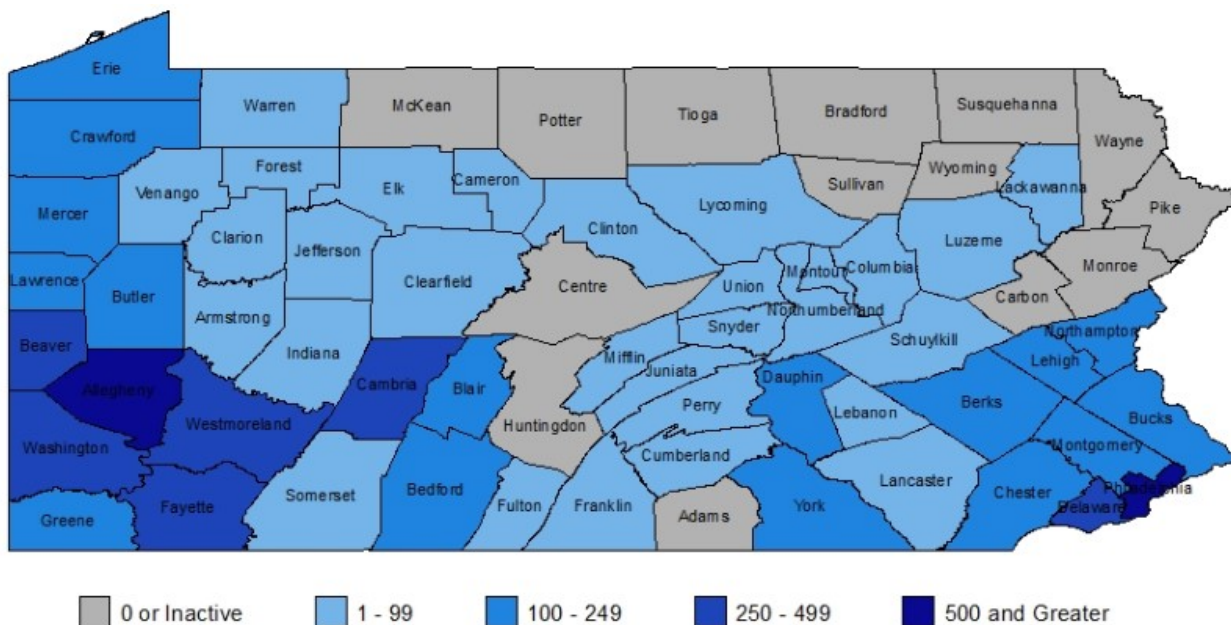 Erie
Warren
McKean
Potter
Tioga
Bradford
Susquehanna
Wayne
Crawford
Forest
Elk
Cameron
Venango
Sullivan
Wyoming
Lackawanna
Pike
Mercer
Clarion
Jefferson
Clinton
Lycoming
Luzerne
Monroe
Lawrence
Butler
Clearfield
Centre
Union
Montour
Columbia
Carbon
Armstrong
Indiana
Snyder
Northumberland
Schuylkill
Northampton
Beaver
Allegheny
Cambria
Blair
Mifflin
Juniata
Dauphin
Lehigh
Westmoreland
Huntingdon
Perry
Lebanon
Berks
Bucks
Washington
Cumberland
Montgomery
Greene
Fayette
Somerset
Bedford
Fulton
Franklin
Adams
York
Lancaster
Chester
Delaware
Philadelphia
0 or Inactive 1 - 99 100 - 249 250 - 499 500 and Greater